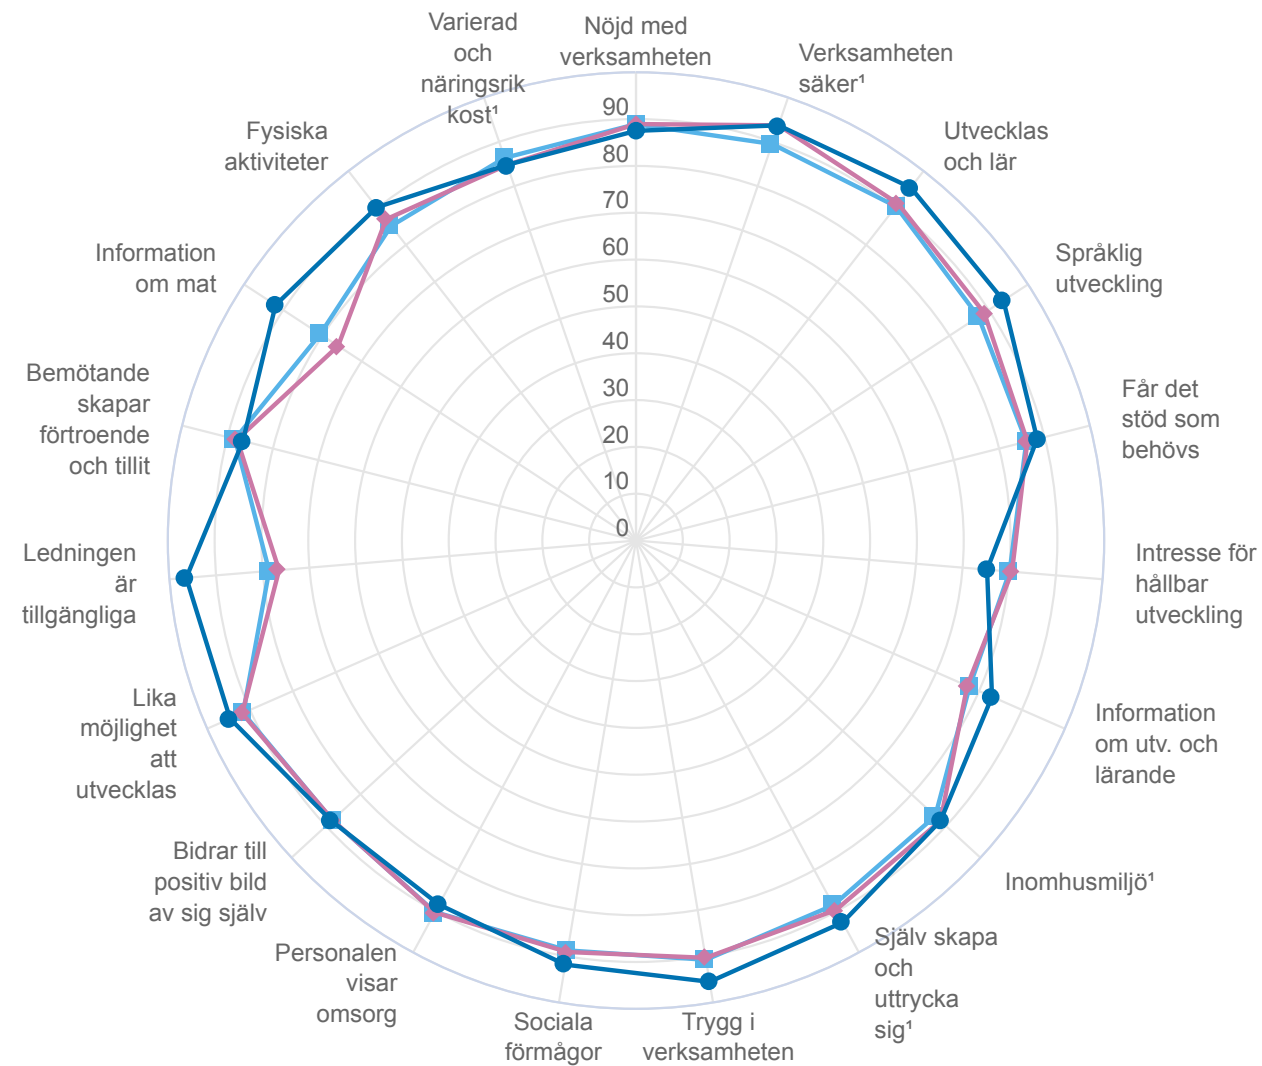 Nöjd med
verksamheten
Verksamheten
säker¹
Utvecklas
och lär
Språklig
utveckling
Får det
stöd som
behövs
Intresse för
hållbar
utveckling
Information
om utv. och
lärande
Inomhusmiljö¹
Själv skapa
och
uttrycka
sig¹
Trygg i
verksamheten
Sociala
förmågor
Personalen
visar
omsorg
Bidrar till
positiv bild
av sig själv
Lika
möjlighet
att
utvecklas
Ledningen
är
tillgängliga
Bemötande
skapar
förtroende
och tillit
Information
om mat
Fysiska
aktiviteter
Varierad
och
näringsrik
kost¹
90
80
70
60
50
40
30
20
10
0